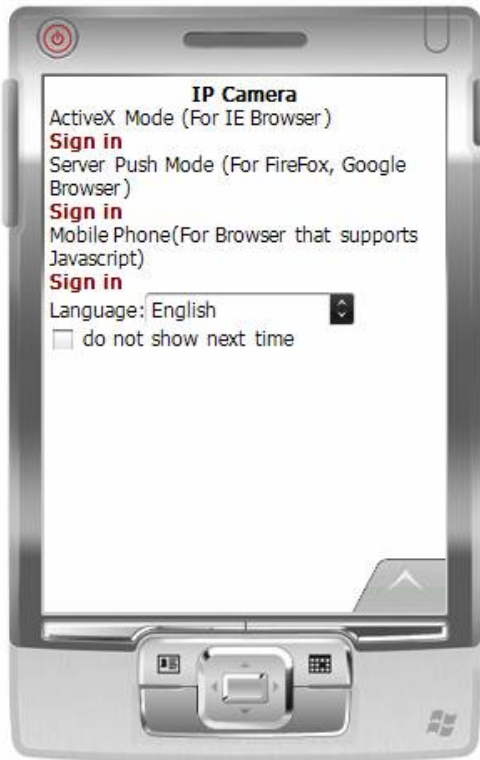 IP Camera
ActiveX Mode (For IE Browser)
Sign in
Server Push Mode (For FireFox, Google
Browser)
Sign in
Mobile Phone(For Browser that supports
Javascript)
Sign in
Language: English
do not show next time